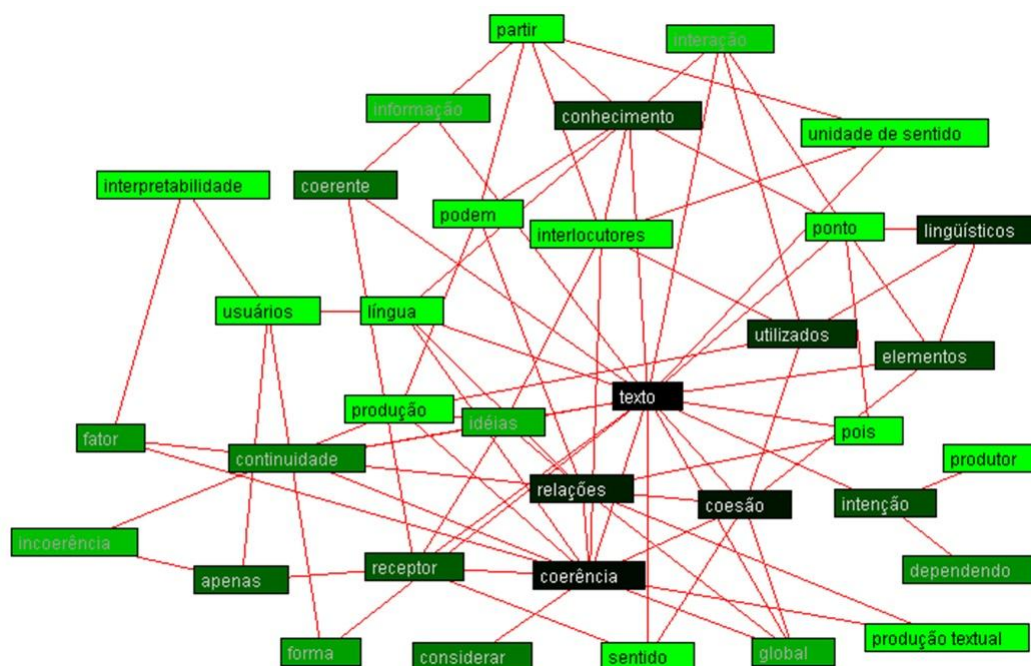 partir
interação
informação
conhecimento
unidade de sentido
interpretabilidade
coerente
podem
interlocutores
ponto
lingüísticos
usuários
língua
utilizados
elementos
texto
produção
idéias
fator
continuidade
pois
produtor
relações
coesão
intenção
incoerência
apenas
receptor
coerência
dependendo
forma
considerar
sentido
global
produção textual